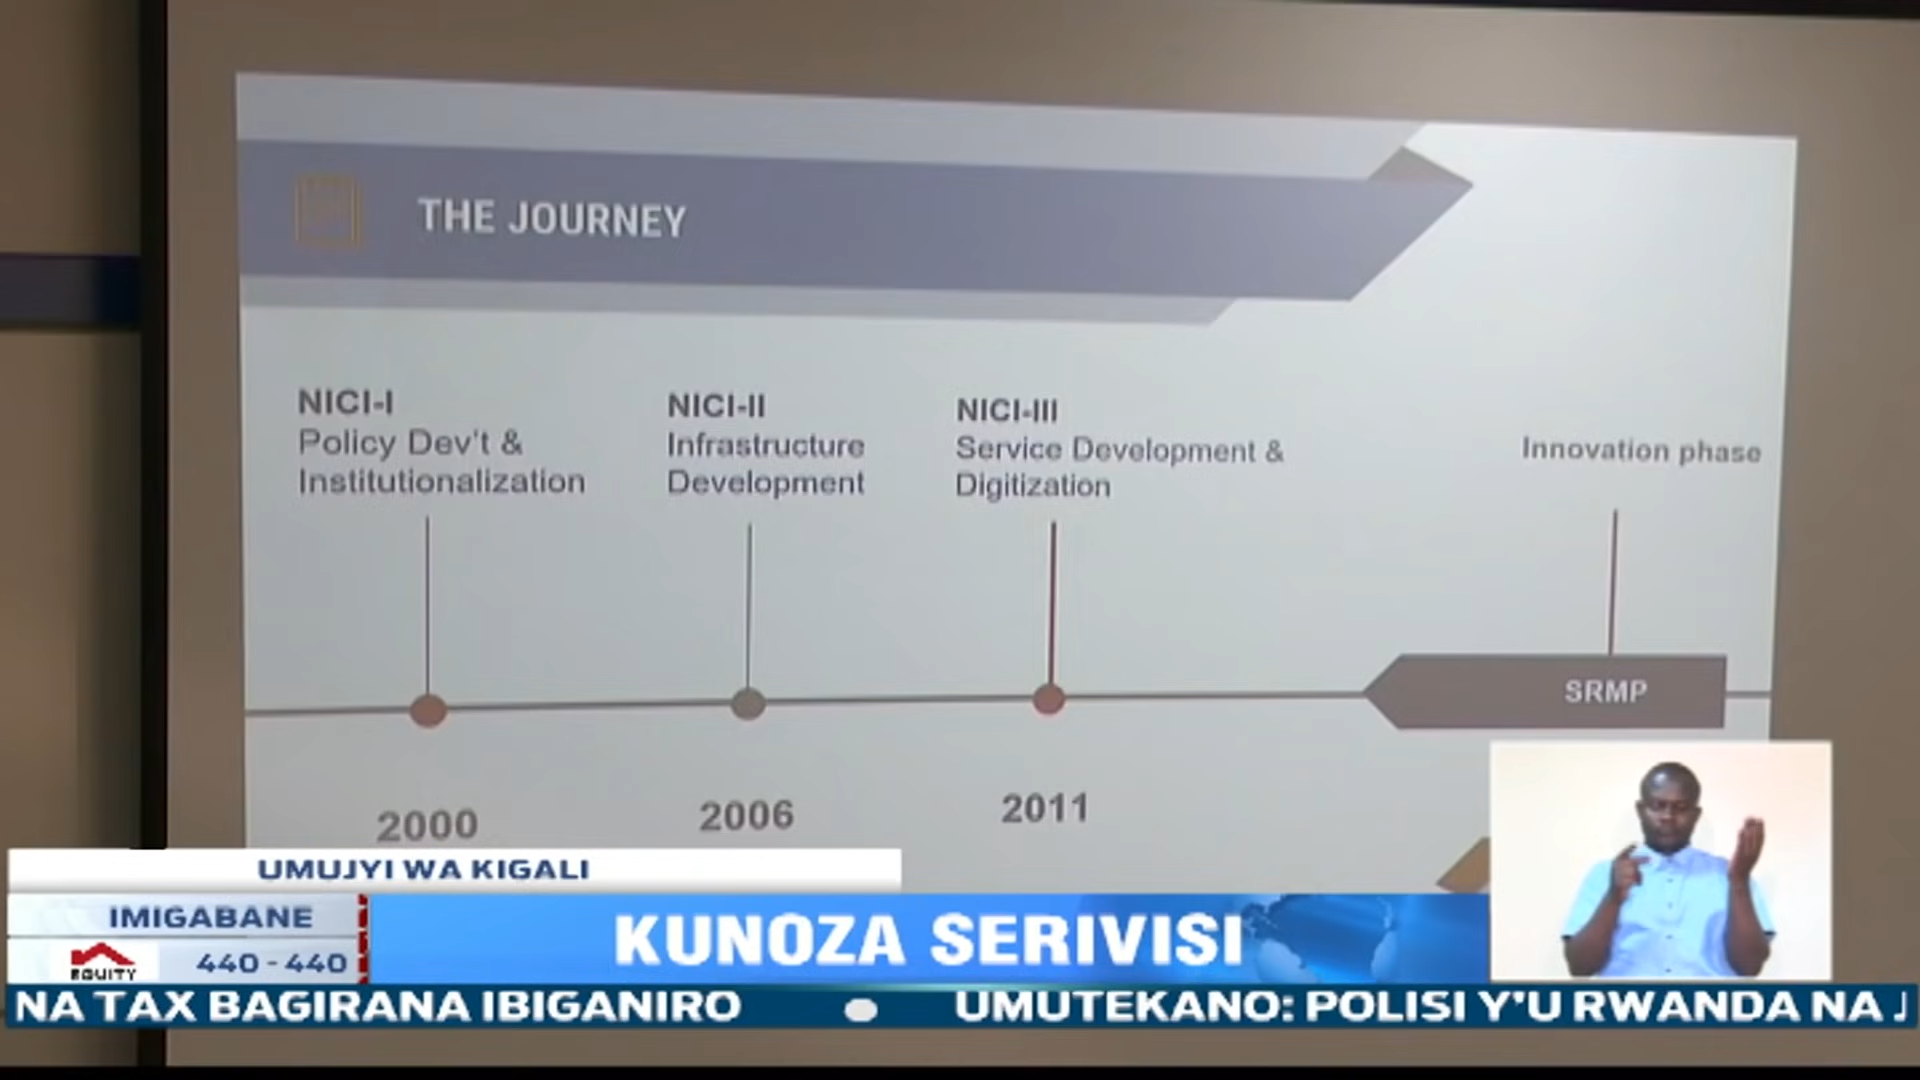 THE JOURNEY
NICI-I
Policy Dev't &
Institutionalization
NICI-II
Infrastructure
Development
NICI-III
Service Development &
Digitization
Innovation phase
SRMP
2000
2006
2011
UMUJYI WA KIGALI
IMIGABANE
EQUITY
440 - 440
KUNOZA SERIVISI
NA TAX BAGIRANA IBIGANIRO
UMUTEKANO: POLISI Y'U RWANDA NA